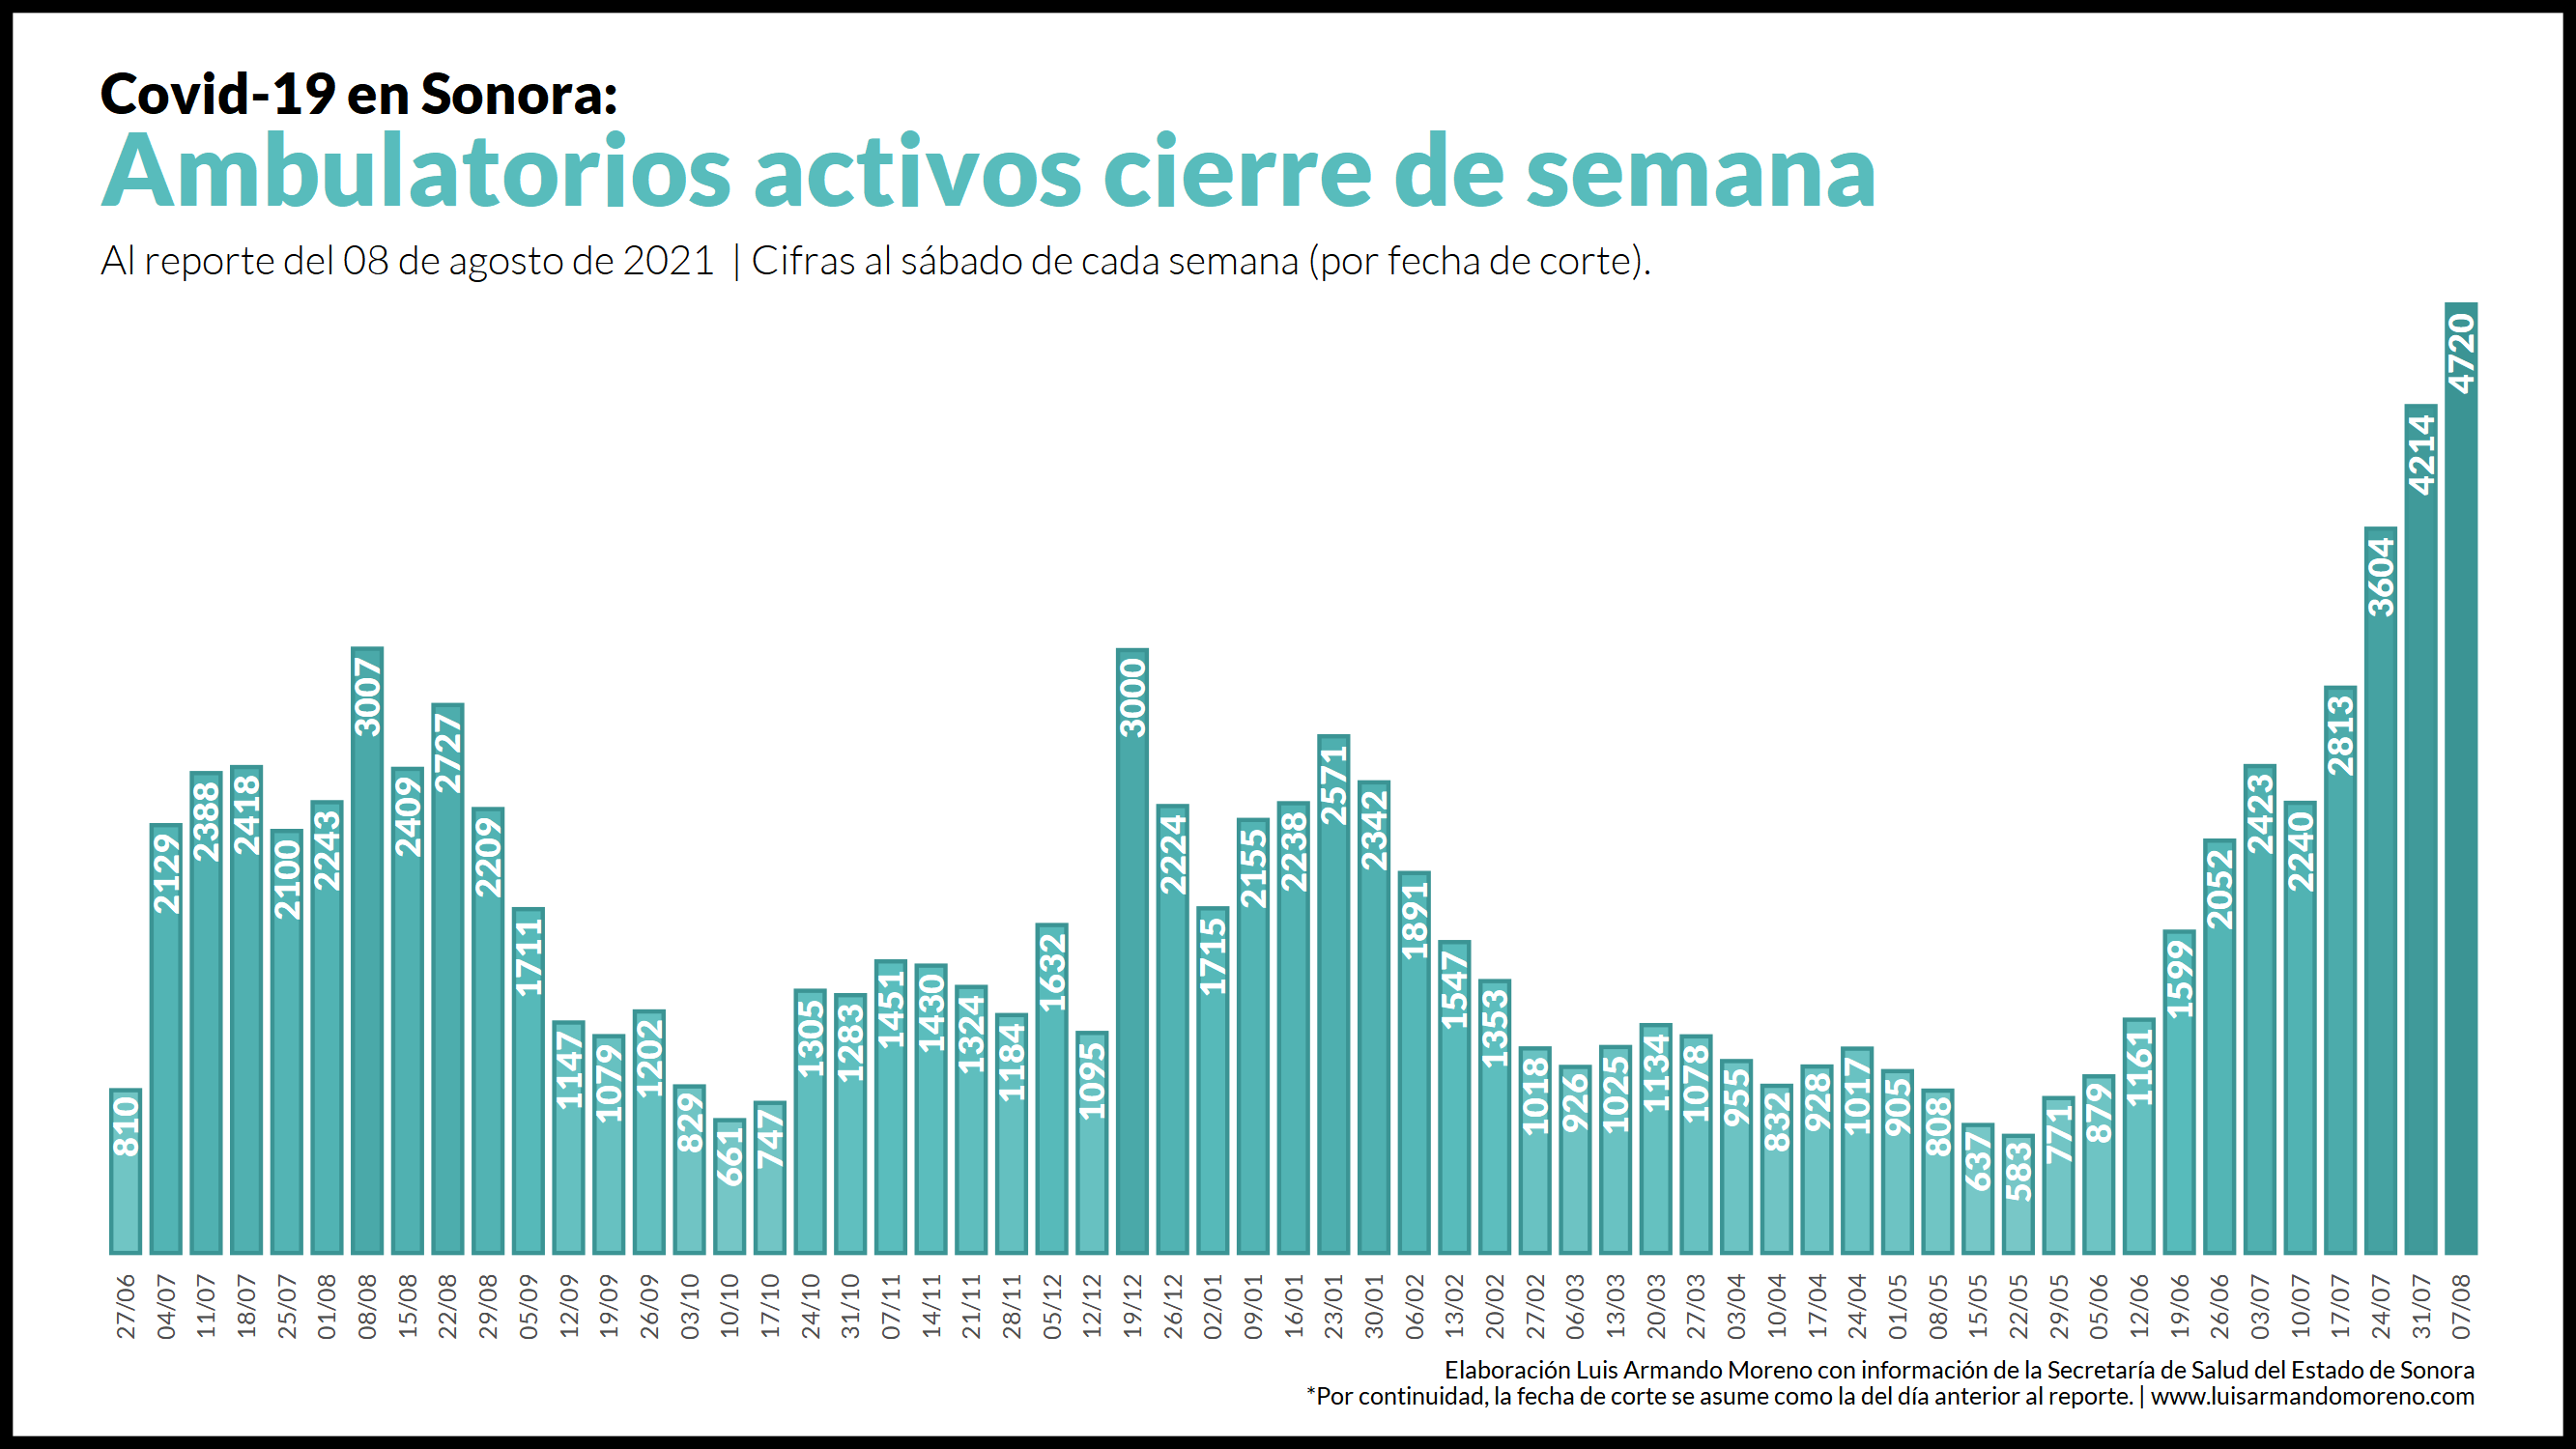 Covid-19 en Sonora:
Ambulatorios activos cierre de semana
Al reporte del 08 de agosto de 2021 | Cifras al sábado de cada semana (por fecha de corte).
810 2129 2388 2418 2100 2243 3007 2409 2727 2209 1711 1147 1079 1202 829 661 747 1305 1283 1451 1430 1324 1184 1632 1095 3000 2224 1715 2155 2238 2571 2342 1891 1547 1353 1018 926 1025 1134 1078 955 832 928 1017 905 808 637 583 771 879 1161 1599 2052 2423 2240 2813 3604 4214 4720
27/06 04/07 11/07 18/07 25/07 01/08 08/08 15/08 22/08 29/08 05/09 12/09 19/09 26/09 03/10 10/10 17/10 24/10 31/10 07/11 14/11 21/11 28/11 05/12 12/12 19/12 26/12 02/01 09/01 16/01 23/01 30/01 06/02 13/02 20/02 27/02 06/03 13/03 20/03 27/03 03/04 10/04 17/04 24/04 01/05 08/05 15/05 22/05 29/05 05/06 12/06 19/06 26/06 03/07 10/07 17/07 24/07 31/07 07/08
Elaboración Luis Armando Moreno con información de la Secretaría de Salud del Estado de Sonora
*Por continuidad, la fecha de corte se asume como la del día anterior al reporte. | www.luisarmandomoreno.com